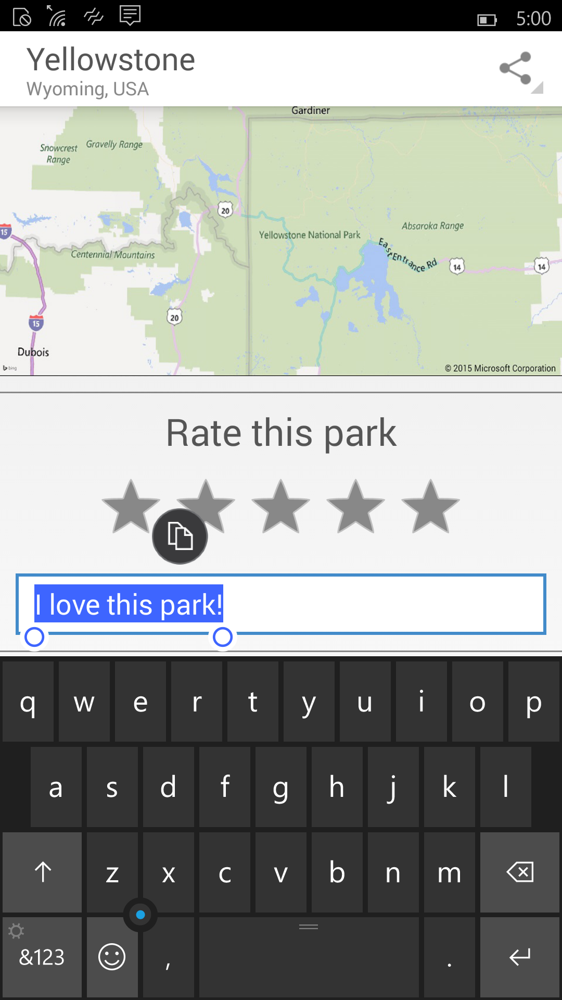 5:00
Yellowstone
Wyoming, USA
Gardiner
Snowcrest
Range
Gravelly Range
20
15
Yellowstone National Park
Absaroka Range
East Entrance Rd
Centennial Mountains
14
14
20
15
Dubois
bing
© 2015 Microsoft Corporation
Rate this park
I love this park!
q w e r t y u i o p
a s d f g h j k l
z x c v b n m
&123 , .